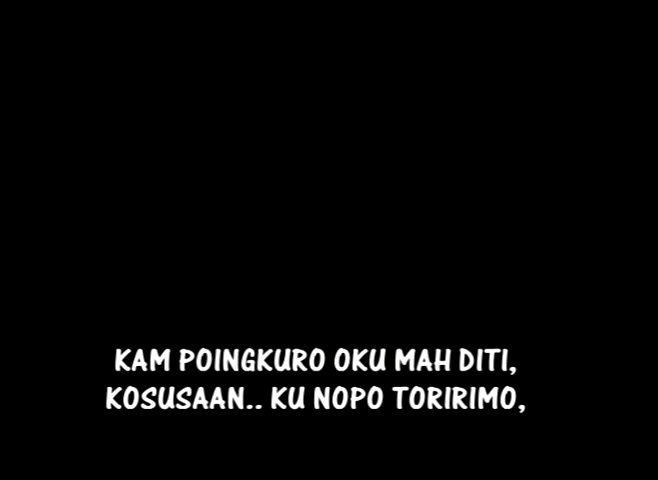 KAM POINGKURO OKU MAH DITI,
KOSUSAAN.. KU NOPO TORIRIMO,